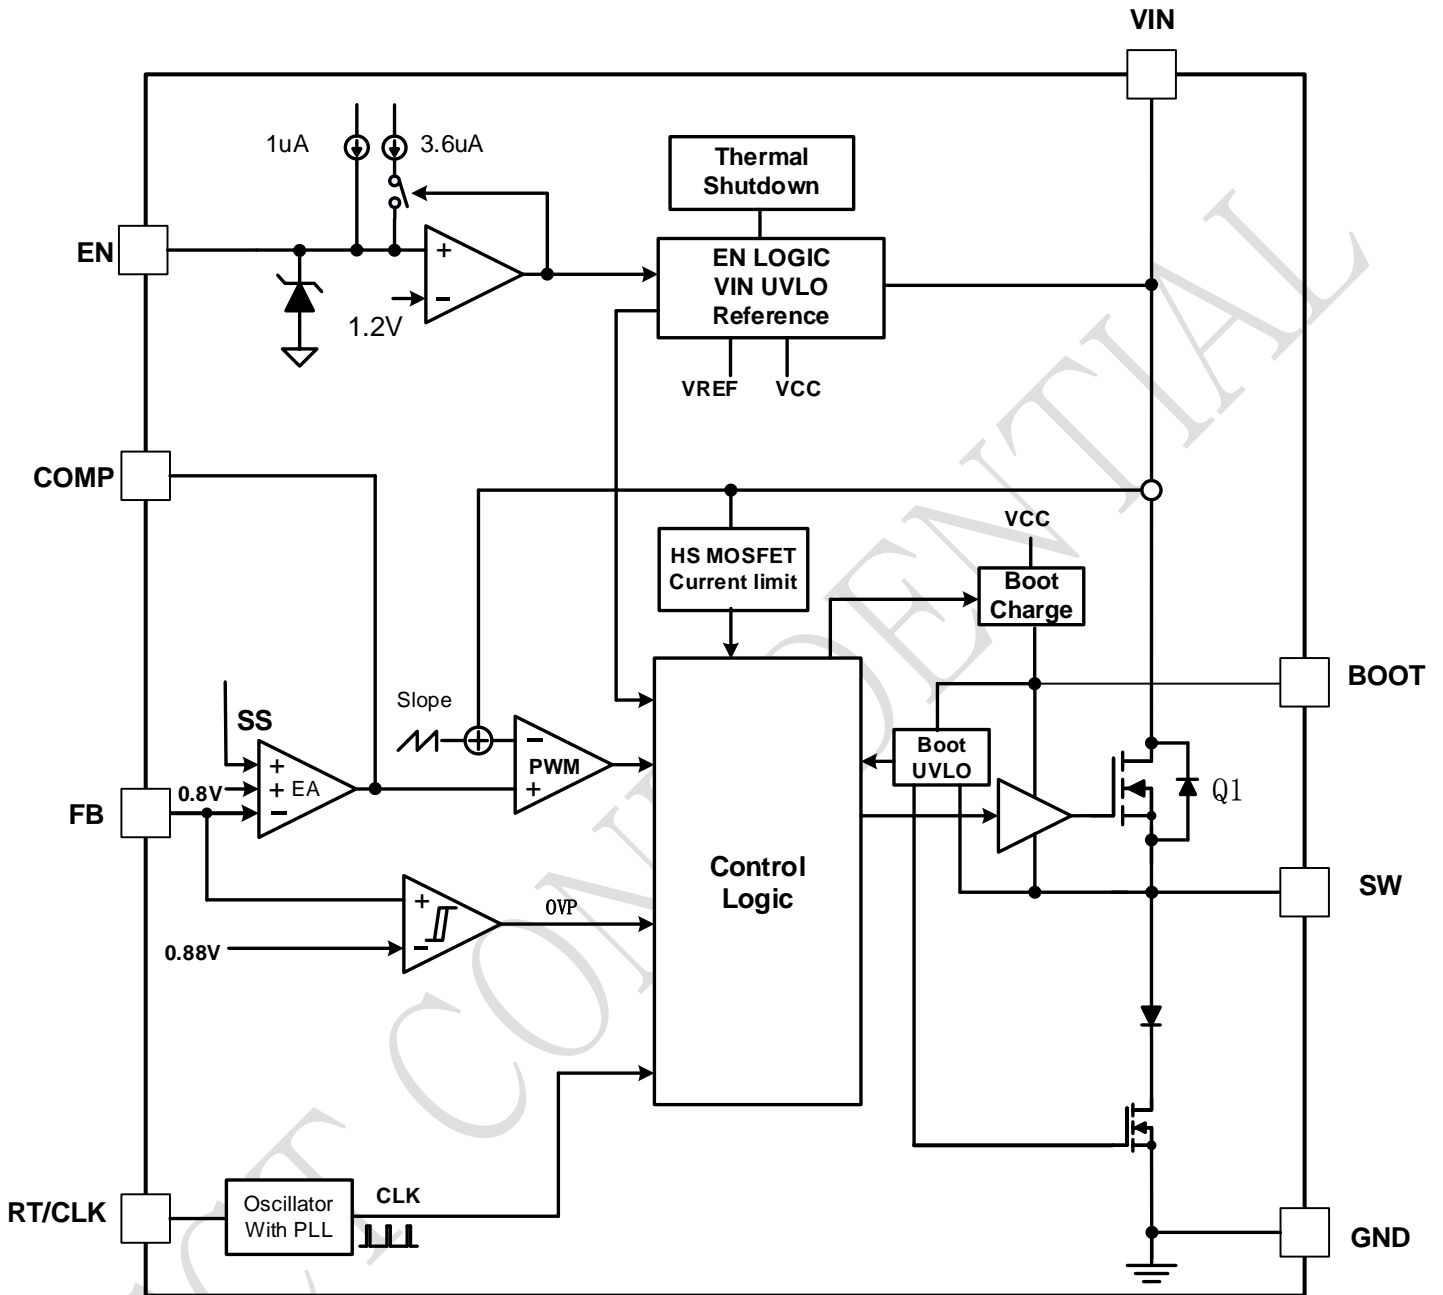 VIN
1uA
3.6uA
Thermal
Shutdown
EN
+
−
1.2V
EN LOGIC
VIN UVLO
Reference
VREF
VCC
COMP
HS MOSFET
Current limit
VCC
Boot
Charge
BOOT
Slope
SS
+
+ EA
−
0.8V
FB
−
PWM
+
Boot
UVLO
Q1
Control
Logic
SW
+
−
OVP
0.88V
RT/CLK
Oscillator
With PLL
CLK
GND
CT CONFIDENTIAL